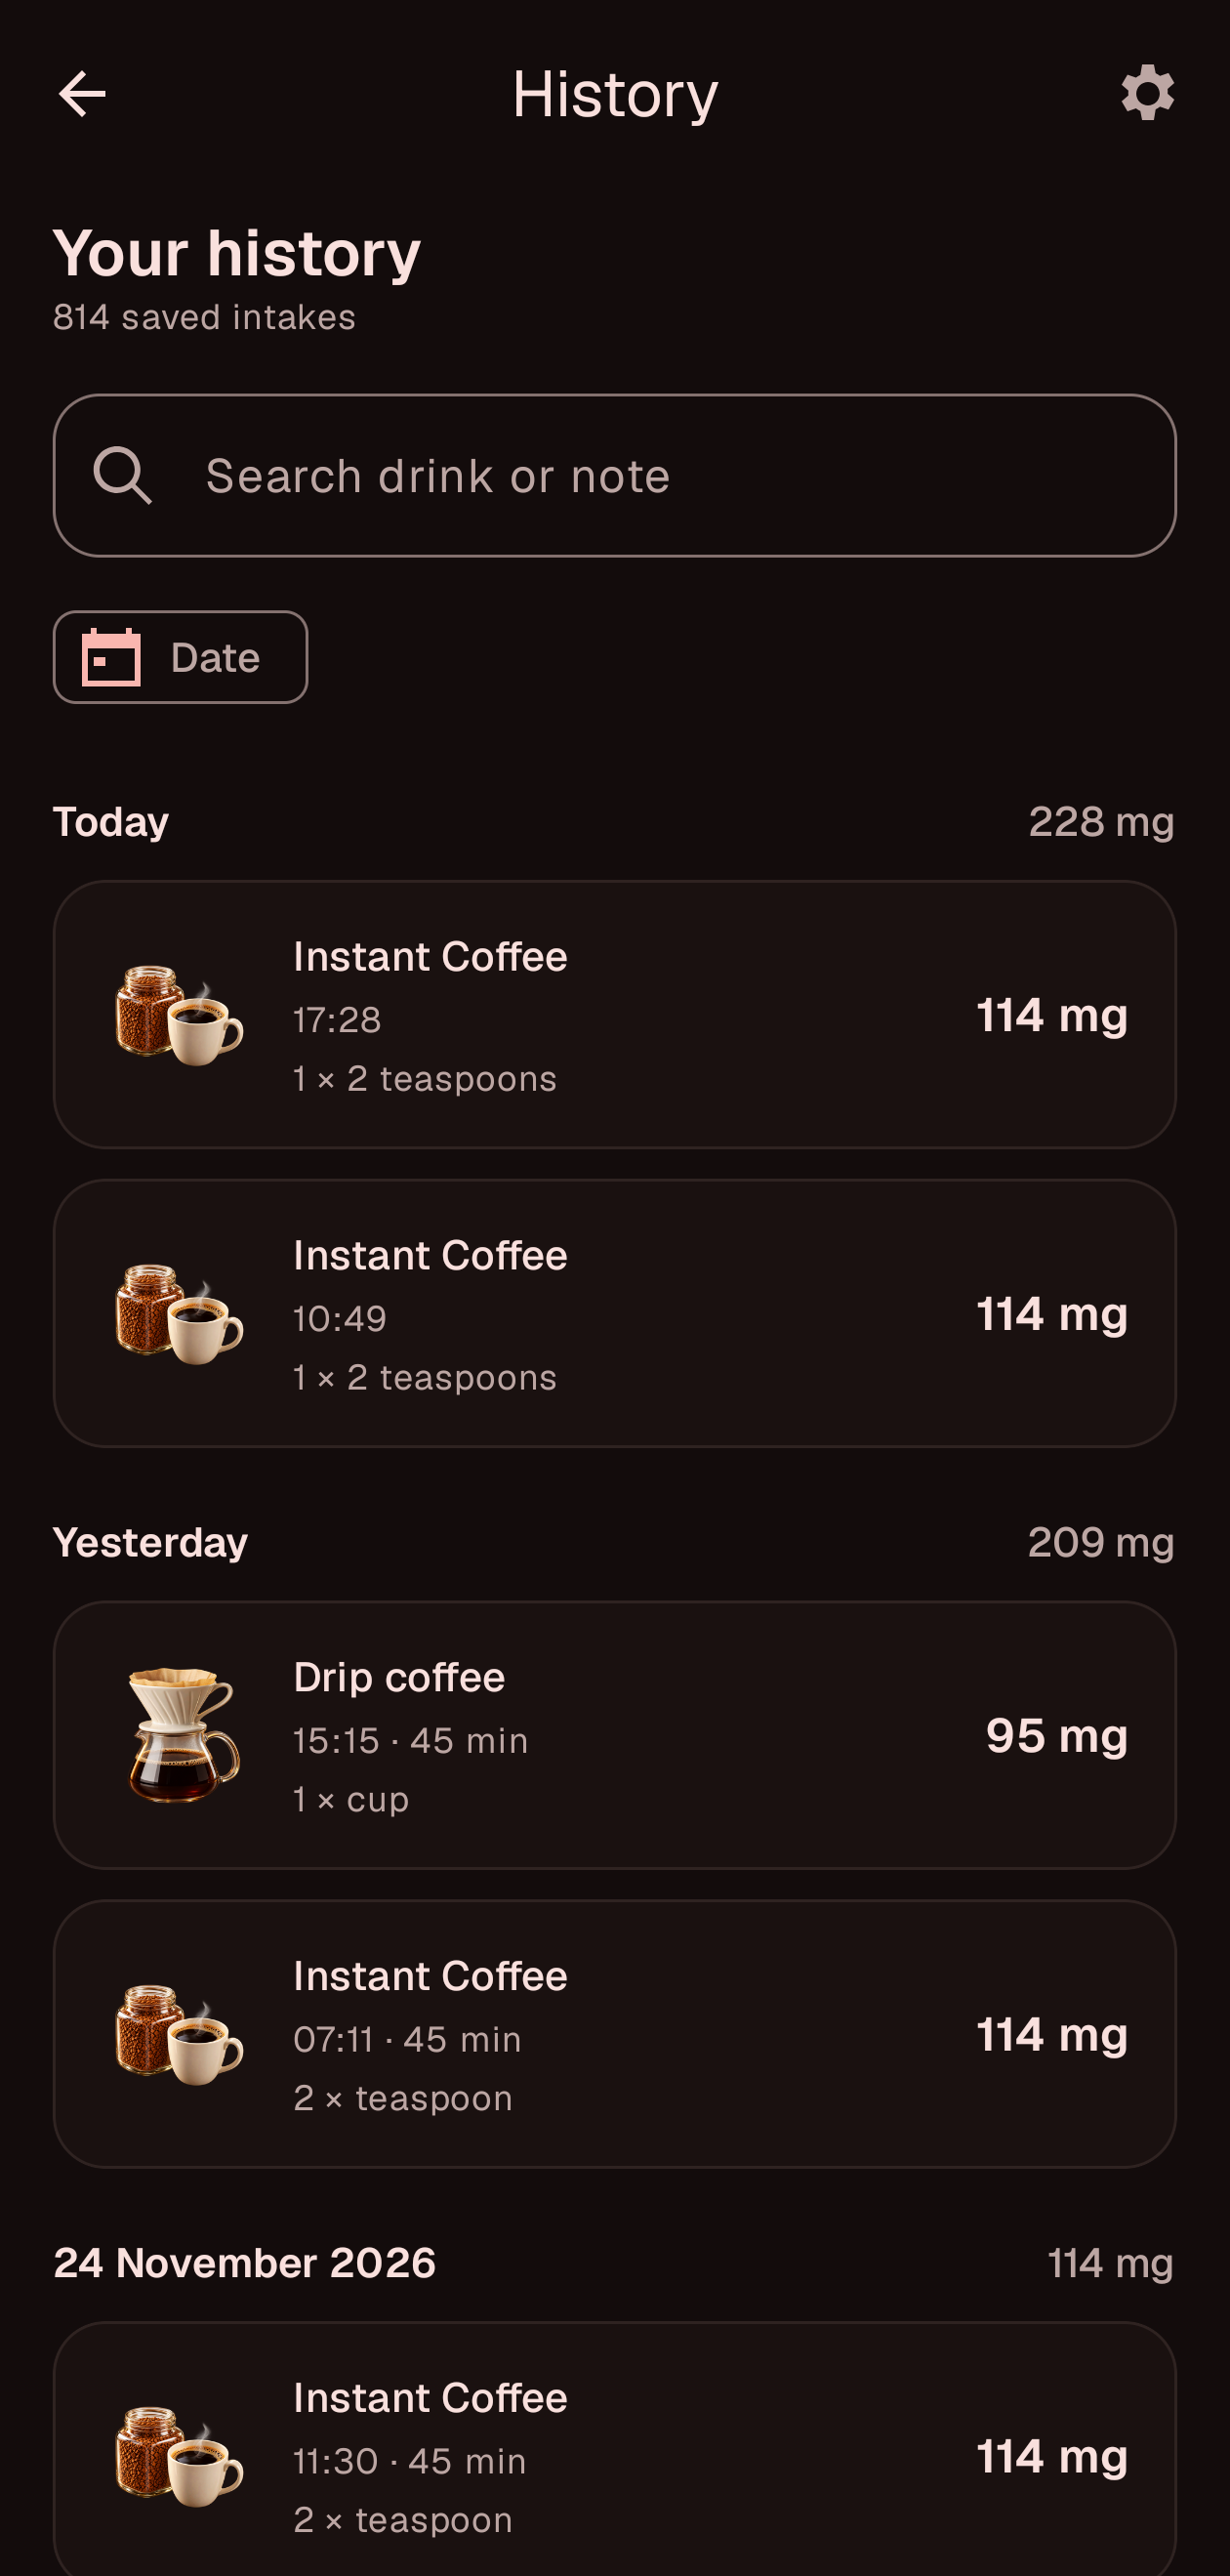 History
Your history
814 saved intakes
Search drink or note
Date
Today
228 mg
Instant Coffee
17:28
1 × 2 teaspoons
114 mg
Instant Coffee
10:49
1 × 2 teaspoons
114 mg
Yesterday
209 mg
Drip coffee
15:15 · 45 min
1 × cup
95 mg
Instant Coffee
07:11 · 45 min
2 × teaspoon
114 mg
24 November 2026
114 mg
Instant Coffee
11:30 · 45 min
2 × teaspoon
114 mg